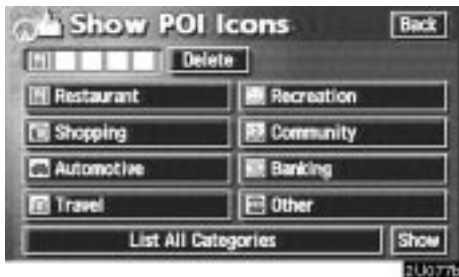 Show POI Icons Back
Delete
Restaurant Recreation
Shopping Community
Automotive Banking
Travel Other
List All Categories Show
2U077b